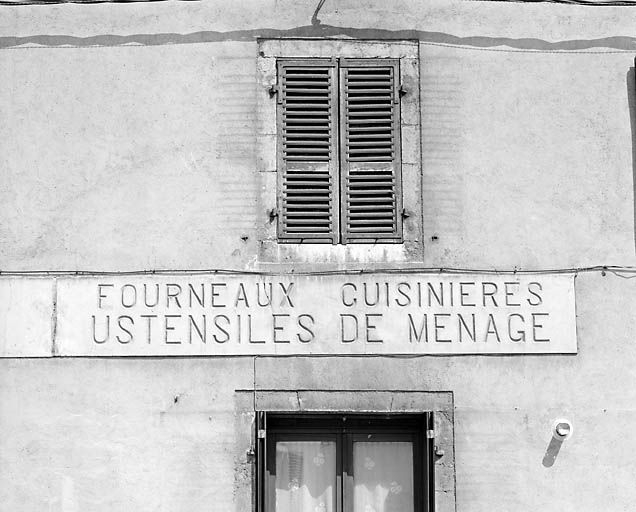 FOURNEAUX CUISINIERES
USTENSILES DE MENAGE